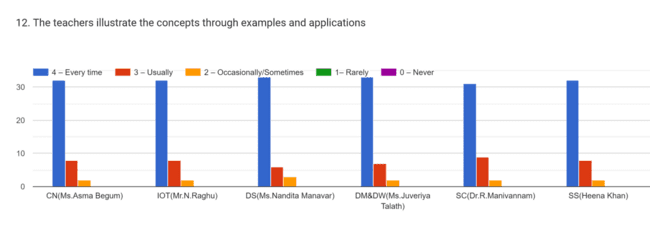 12. The teachers illustrate the concepts through examples and applications
4 – Every time 3 – Usually 2 – Occasionally/Sometimes 1– Rarely 0 – Never
30
20
10
0
CN(Ms.Asma Begum) IOT(Mr.N.Raghu) DS(Ms.Nandita Manavar) DM&DW(Ms.Juveriya SC(Dr.R.Manivannam) SS(Heena Khan)
Talath)